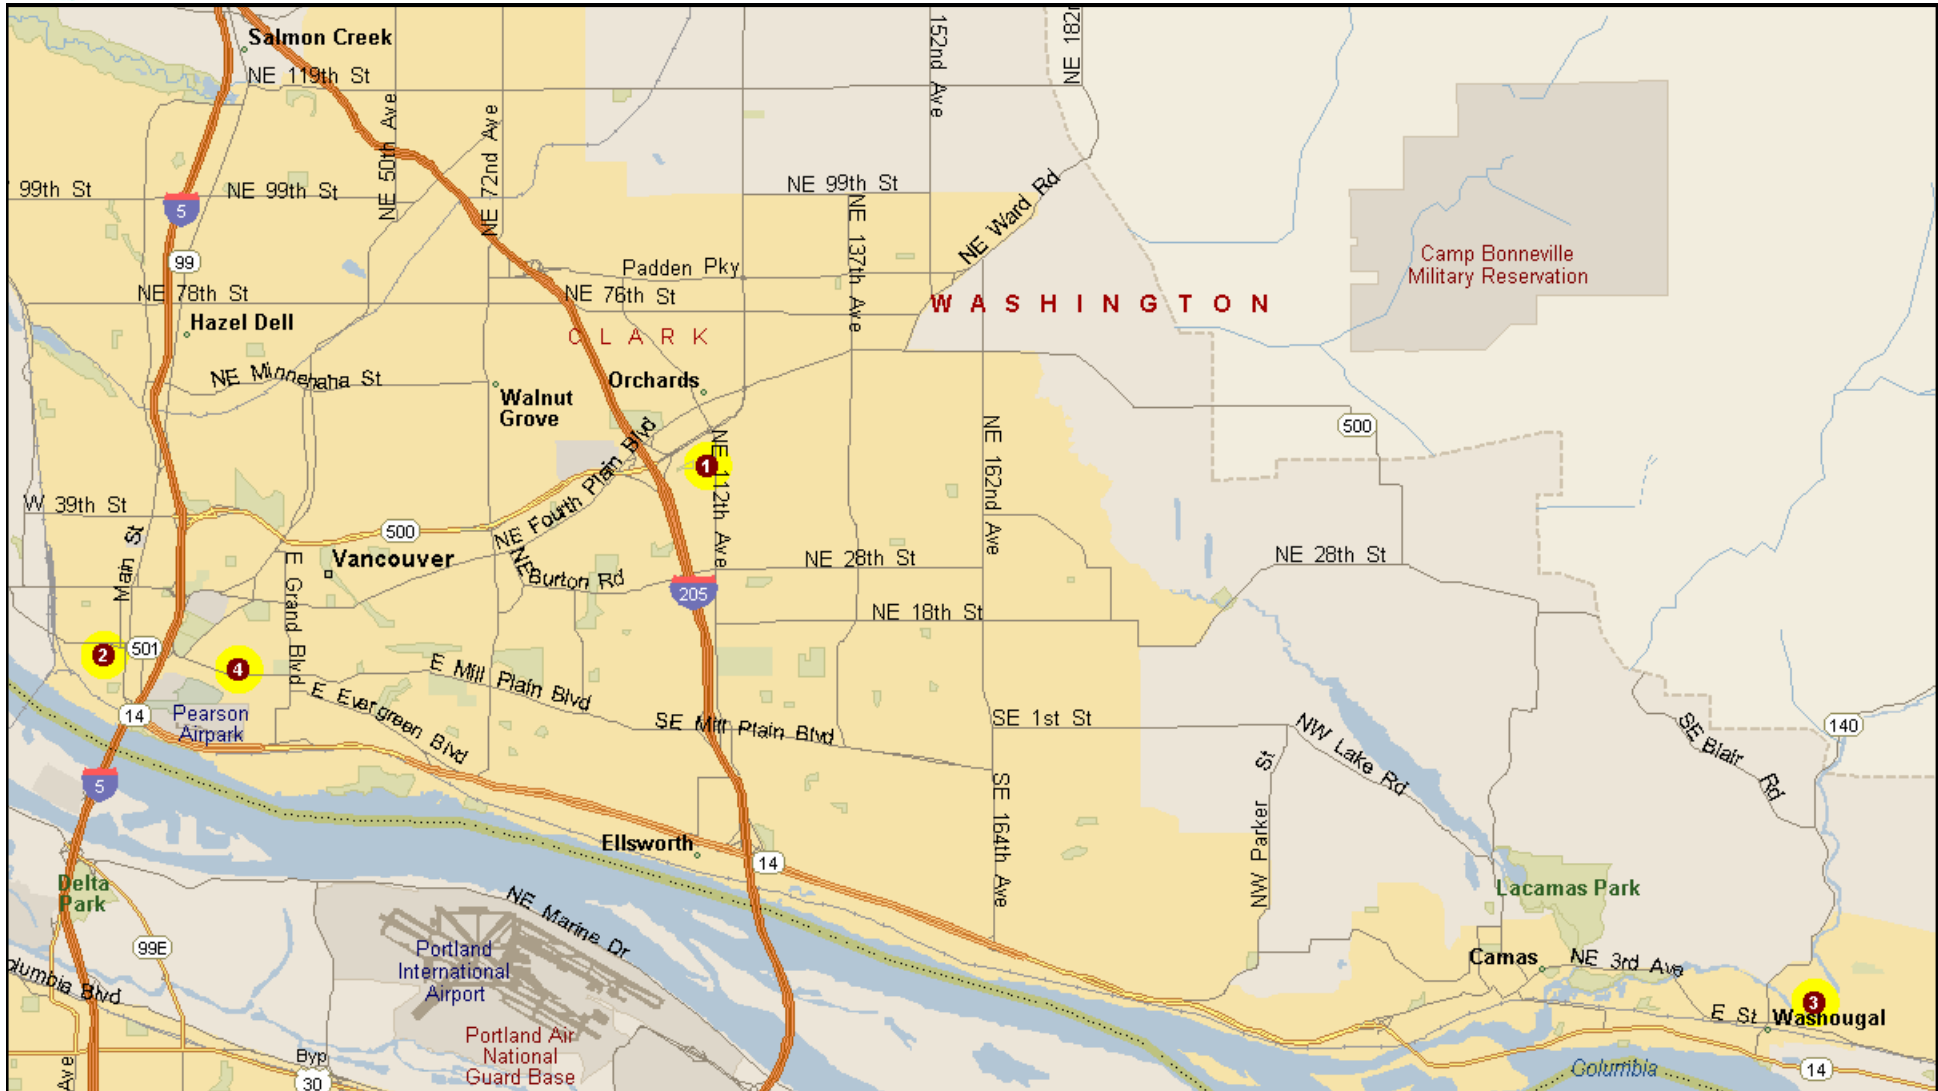 Salmon Creek
NE 119th St
NE 50th Ave
NE 72nd Ave
152nd Ave
NE 182n
99th St
NE 99th St
NE 99th St
5
99
NE 137th Ave
NE Ward Rd
Padden Pky
NE 78th St
NE 76th St
Hazel Dell
CLARK
WASHINGTON
Camp Bonneville
Military Reservation
NE Minnehaha St
Walnut
Grove
Orchards
500
NE Fourth Plain Blvd
1
NE 112th Ave
NE 162nd Ave
W 39th St
Main St
500
Vancouver
E Grand Blvd
NE
Burton Rd
205
NE 28th St
NE 28th St
NE 18th St
2
501
4
E Mill Plain Blvd
E Evergreen Blvd
SE Mill Plain Blvd
SE 1st St
NW Lake Rd
SE Blair Rd
140
14
Pearson
Airpark
5
NW Parker St
SE 164th Ave
Ellsworth
14
Delta
Park
NE Marine Dr
Lacamas Park
99E
Portland
International
Airport
olumbia Blvd
Camas
NE 3rd Ave
3
E St
Washougal
Portland Air
National
Guard Base
Byp
30
Ave
Columbia
14